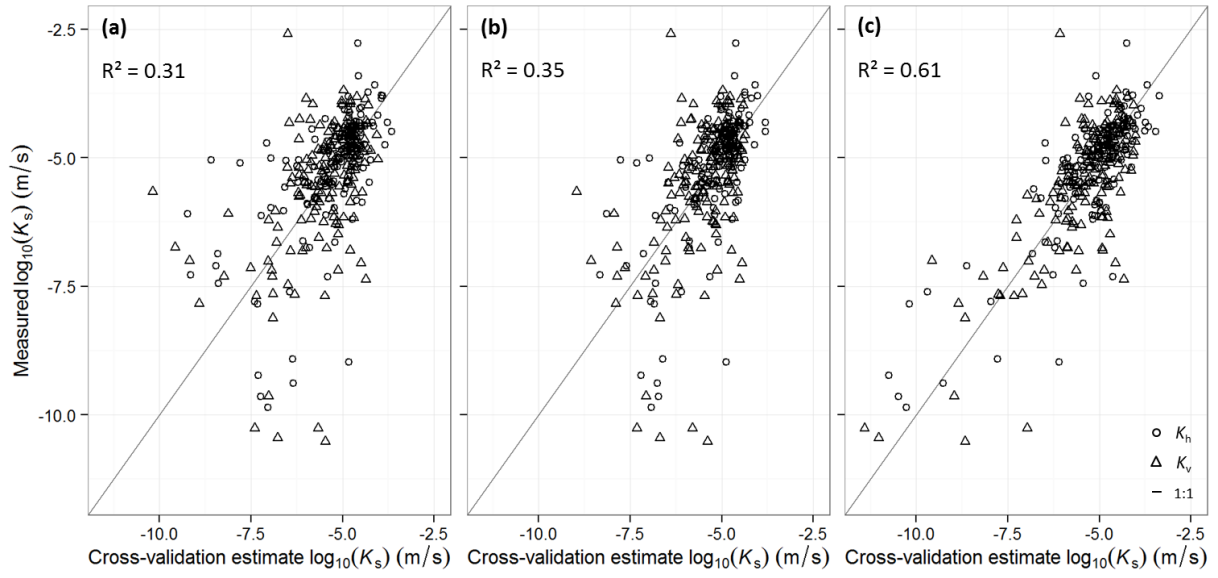 (a)
R² = 0.31
(b)
R² = 0.35
(c)
R² = 0.61
Measured log₁₀(Kₛ) (m/s)
-2.5
-5.0
-7.5
-10.0
Kₕ
Kᵥ
1:1
-10.0 -7.5 -5.0 -2.5
-10.0 -7.5 -5.0 -2.5
-10.0 -7.5 -5.0 -2.5
Cross-validation estimate log₁₀(Kₛ) (m/s)
Cross-validation estimate log₁₀(Kₛ) (m/s)
Cross-validation estimate log₁₀(Kₛ) (m/s)